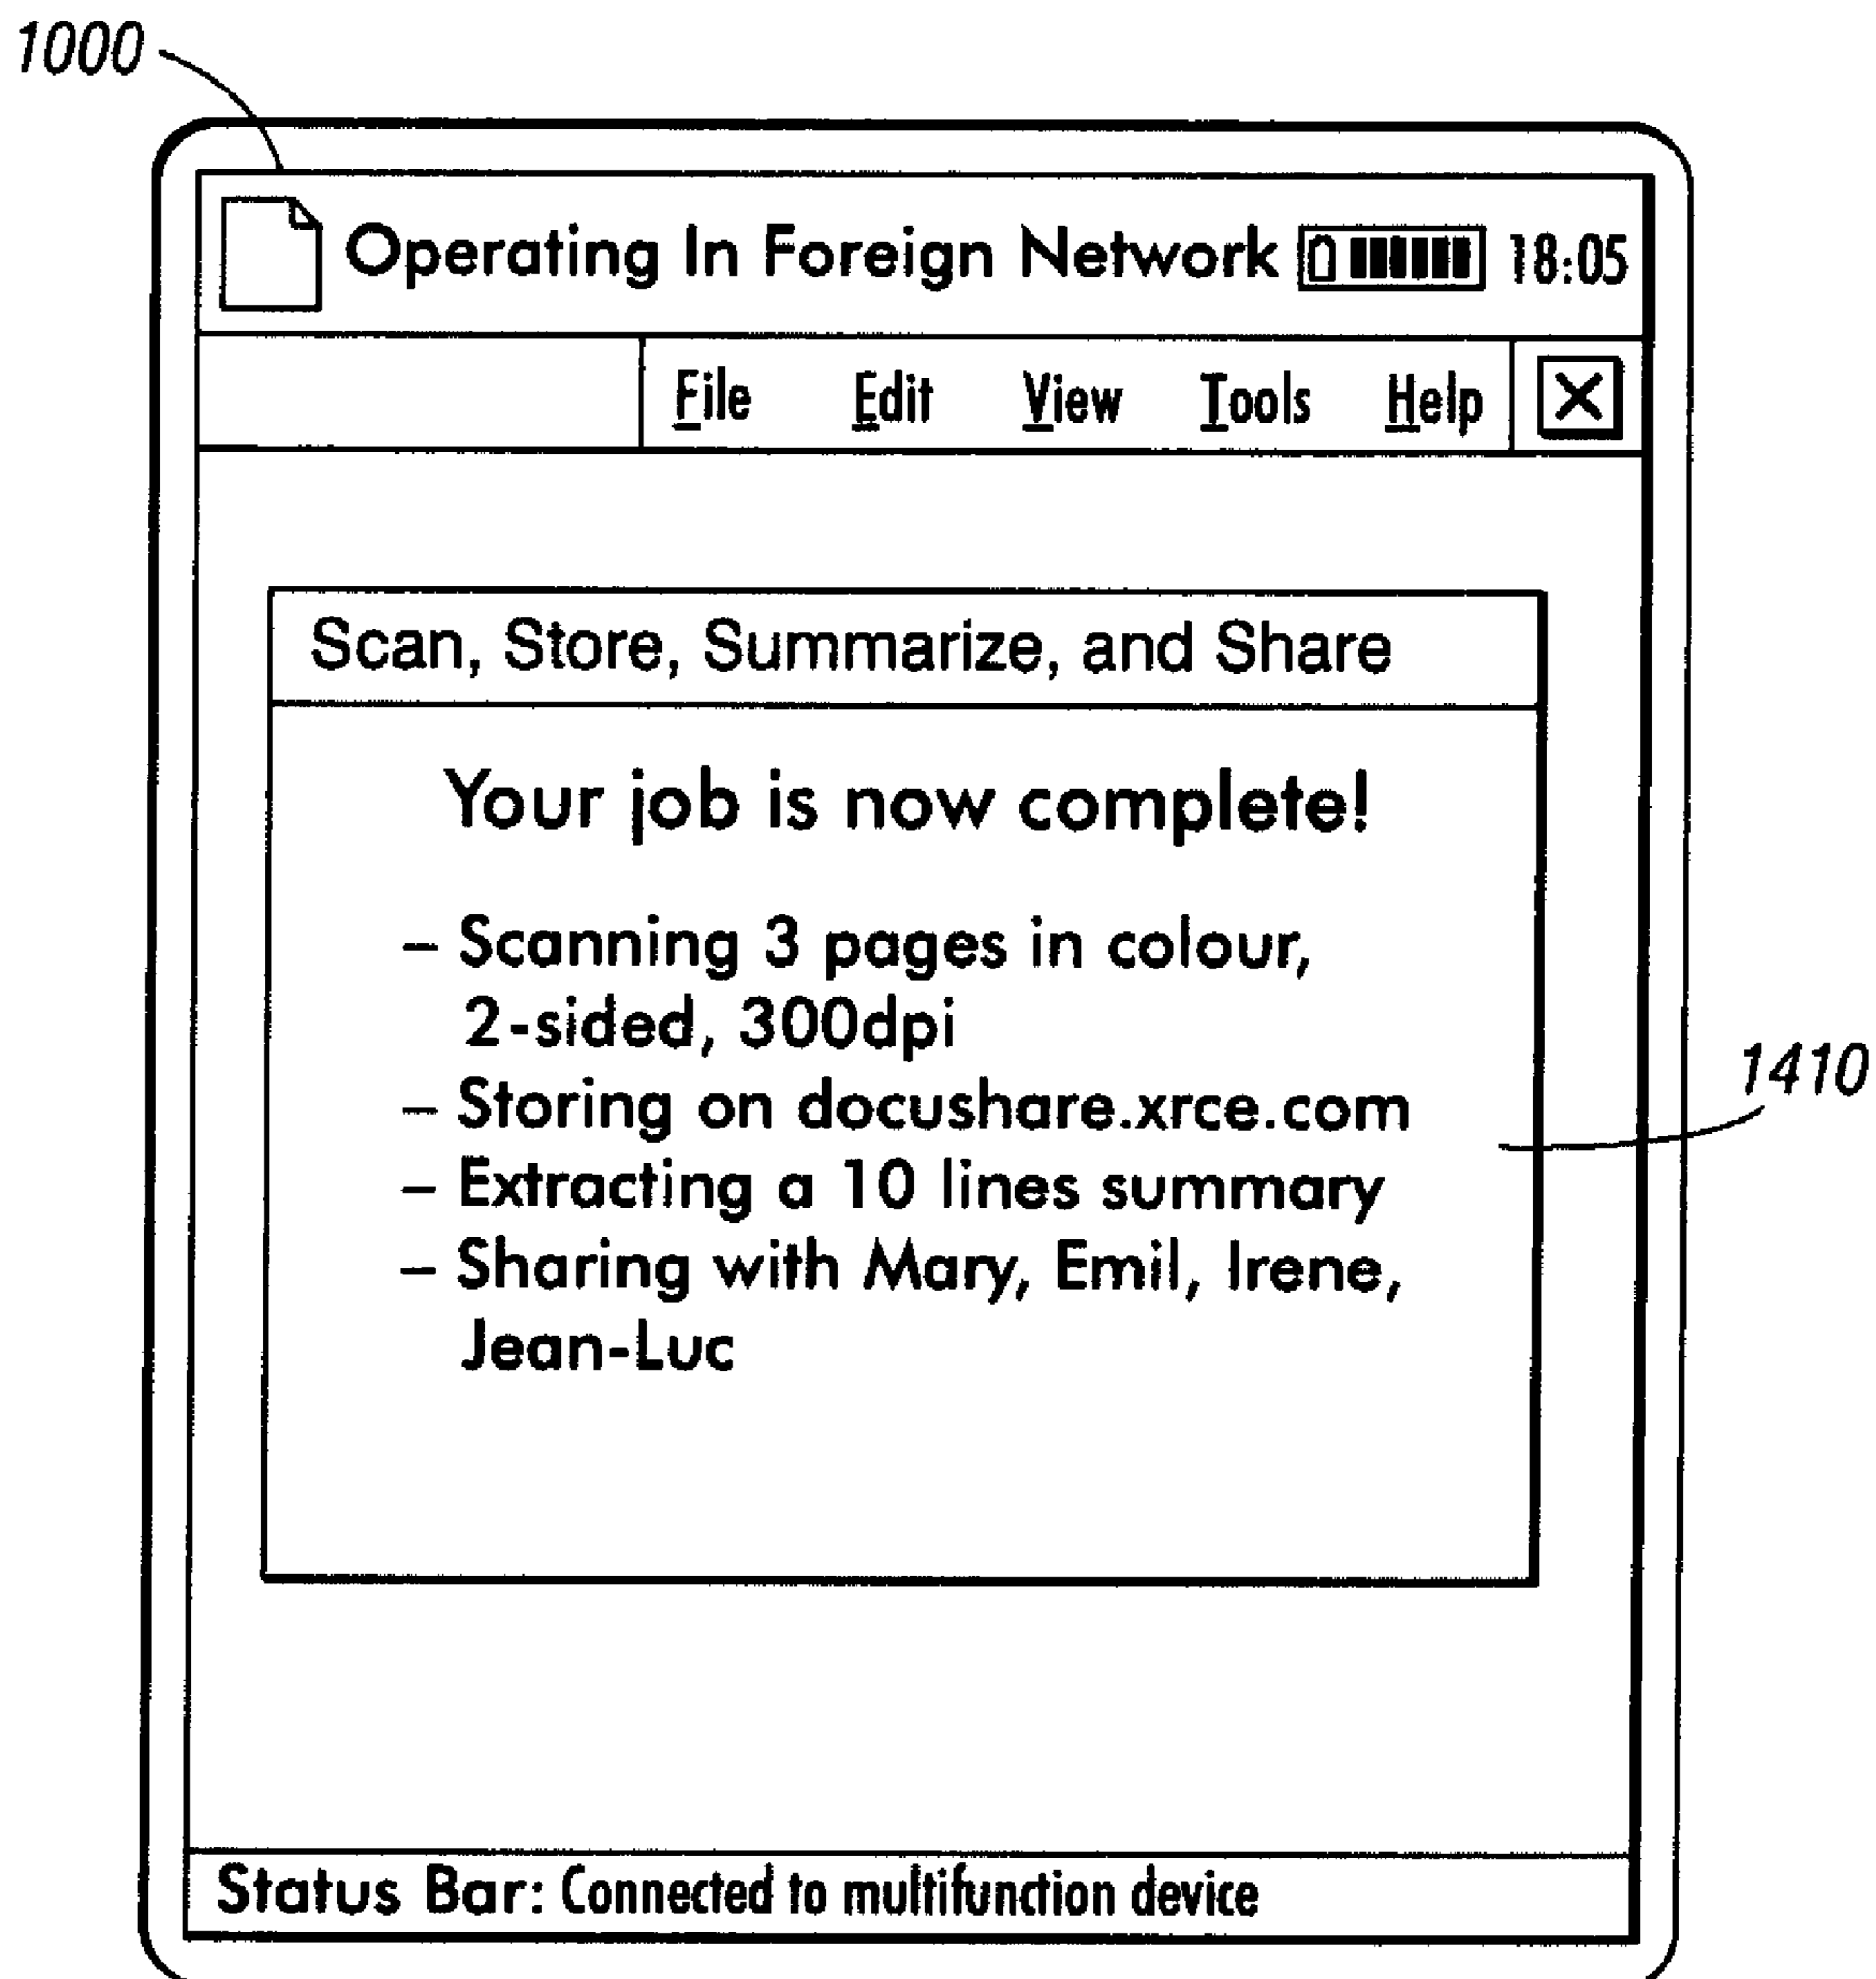 1000
Operating In Foreign Network 18:05
File Edit View Tools Help
Scan, Store, Summarize, and Share
Your job is now complete!
– Scanning 3 pages in colour,
2-sided, 300dpi
– Storing on docushare.xrce.com
– Extracting a 10 lines summary
– Sharing with Mary, Emil, Irene,
Jean-Luc
1410
Status Bar: Connected to multifunction device